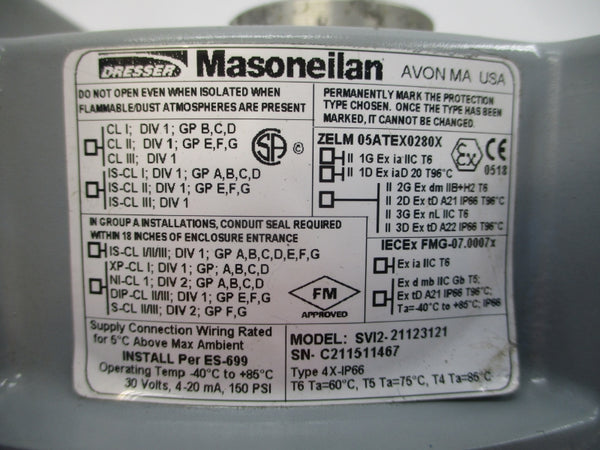 DRESSER Masoneilan AVON MA USA
DO NOT OPEN EVEN WHEN ISOLATED WHEN
FLAMMABLE/DUST ATMOSPHERES ARE PRESENT
CL I; DIV 1; GP B,C,D
CL II; DIV 1; GP E,F,G
CL III; DIV 1
IS-CL I; DIV 1; GP A,B,C,D
IS-CL II; DIV 1; GP E,F,G
IS-CL III; DIV 1
SA ©
IN GROUP A INSTALLATIONS, CONDUIT SEAL REQUIRED
WITHIN 18 INCHES OF ENCLOSURE ENTRANCE
IS-CL I/II/III; DIV 1; GP A,B,C,D,E,F,G
XP-CL I; DIV 1; GP; A,B,C,D
NI-CL 1; DIV 2; GP A,B,C,D
DIP-CL II/III; DIV 1; GP E,F,G
S-CL II/III; DIV 2; GP F,G
FM
APPROVED
Supply Connection Wiring Rated
for 5°C Above Max Ambient
INSTALL Per ES-699
Operating Temp -40°C to +85°C
30 Volts, 4-20 mA, 150 PSI
PERMANENTLY MARK THE PROTECTION
TYPE CHOSEN. ONCE THE TYPE HAS BEEN
MARKED, IT CANNOT BE CHANGED.
ZELM 05ATEX0280X
II 1G Ex ia IIC T6
II 1D Ex iaD 20 T96°C
Ex CE
0518
II 2G Ex dm IIB+H2 T6
II 2D Ex tD A21 IP66 T96°C
II 3G Ex nL IIC T6
II 3D Ex tD A22 IP66 T96°C
IECEx FMG-07.0007x
Ex ia IIC T6
Ex d mb IIC Gb T5;
Ex tD A21 IP66 T96°C;
Ta=-40°C to +85°C; IP66
MODEL: SVI2-21123121
SN- C211511467
Type 4X-IP66
T6 Ta=60°C, T5 Ta=75°C, T4 Ta=85°C